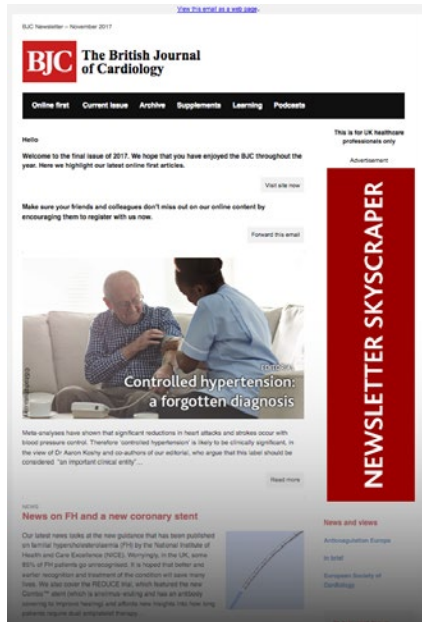 View this email as a web page.
BJC Newsletter – November 2017
BJC
The British Journal
of Cardiology
Online first Current Issue Archive Supplements Learning Podcasts
Hello
Welcome to the final issue of 2017. We hope that you have enjoyed the BJC throughout the
year. Here we highlight our latest online first articles.
Visit site now
Make sure your friends and colleagues don't miss out on our online content by
encouraging them to register with us now.
Forward this email
EDITORIAL
Controlled hypertension:
a forgotten diagnosis
Meta-analyses have shown that significant reductions in heart attacks and strokes occur with
blood pressure control. Therefore 'controlled hypertension' is likely to be clinically significant, in
the view of Dr Aaron Koshy and co-authors of our editorial, who argue that this label should be
considered "an important clinical entity"…
Read more
NEWS
News on FH and a new coronary stent
Our latest news looks at the new guidance that has been published
on familial hypercholesterolaemia (FH) by the National Institute of
Health and Care Excellence (NICE). Worryingly, in the UK, some
85% of FH patients go unrecognised. It is hoped that better and
earlier recognition and treatment of the condition will save many
lives. We also cover the REDUCE trial, which featured the new
Combo™ stent (which is sirolimus-eluting and has an antibody
covering to improve healing) and affords new insights into how long
patients require dual antiplatelet therapy.
This is for UK healthcare
professionals only
Advertisement
NEWSLETTER SKYSCRAPER
News and views
Anticoagulation Europe
In brief
European Society of
Cardiology